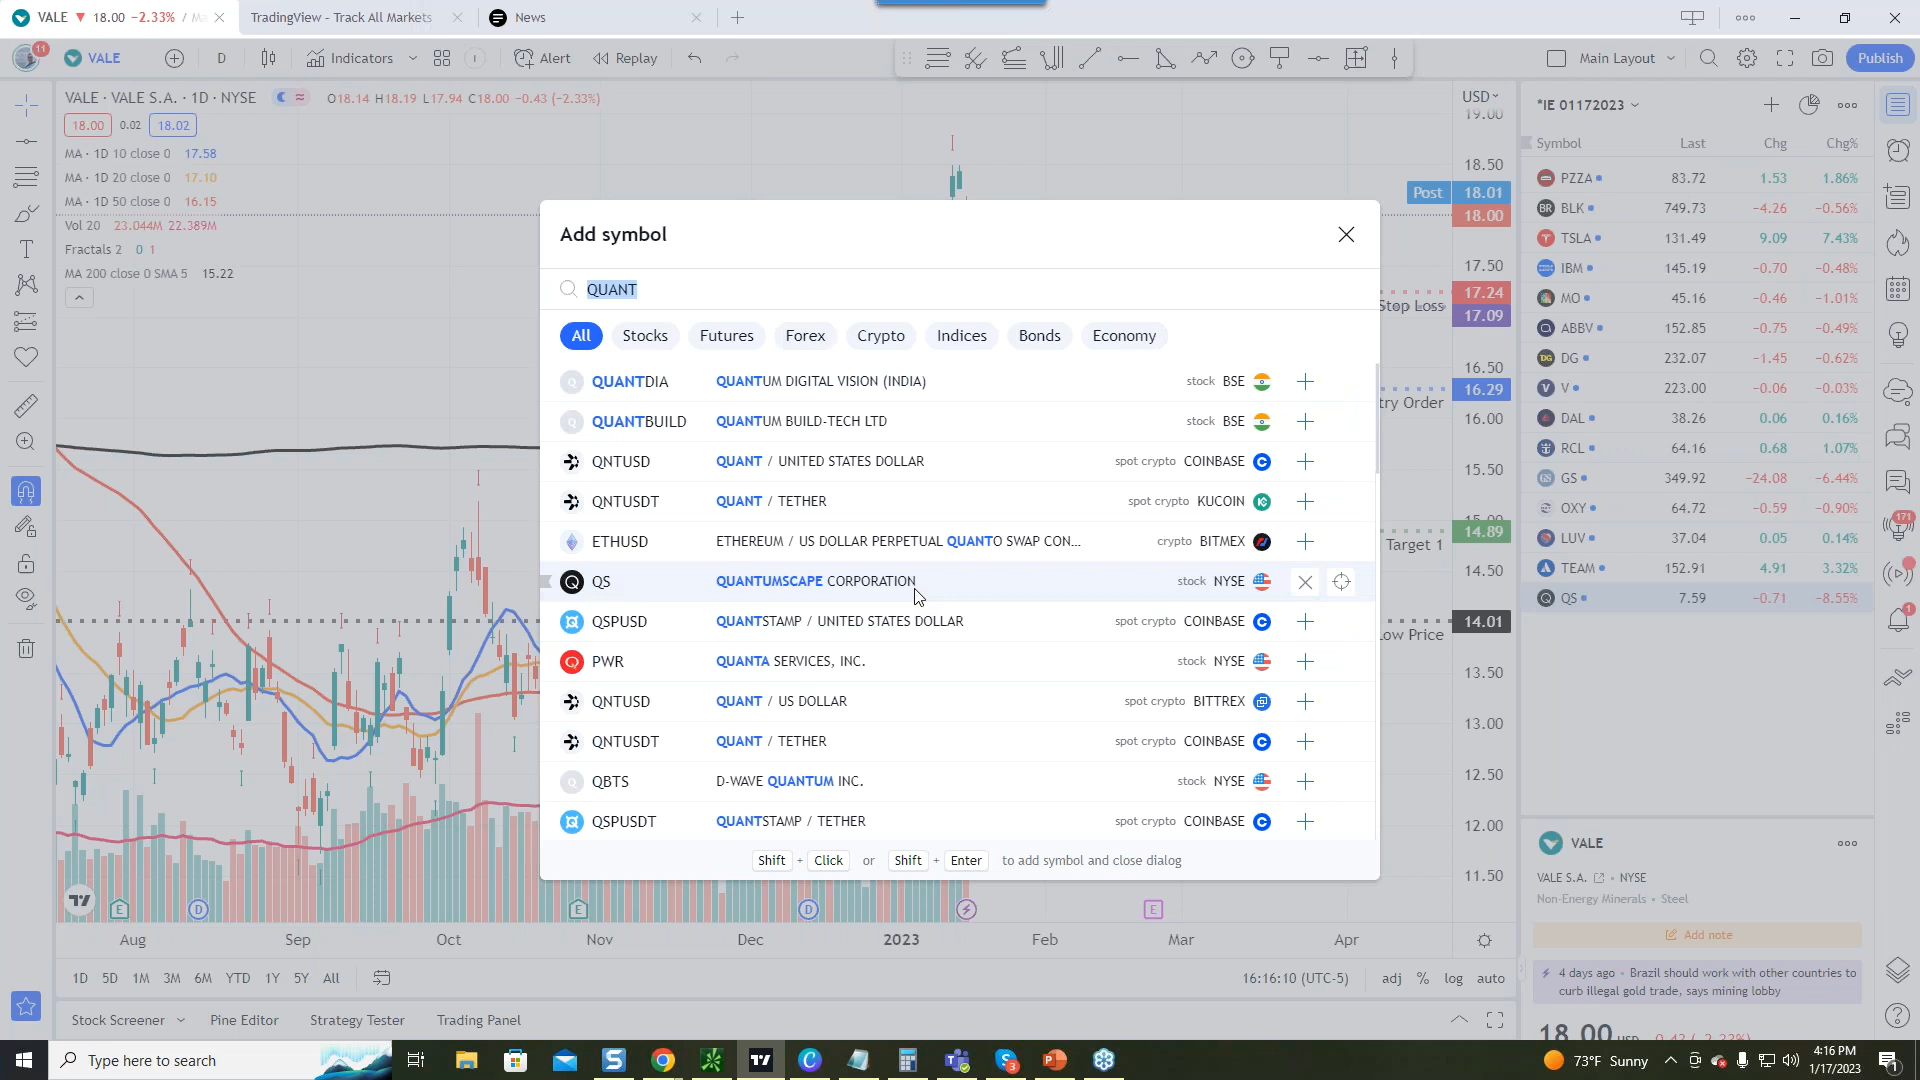 VALE ▼ 18.00 −2.33% / Ma
TradingView - Track All Markets
News
11
VALE
D
Indicators
Alert
Replay
Main Layout
Publish
VALE · VALE S.A. · 1D · NYSE
O18.14 H18.19 L17.94 C18.00 −0.43 (−2.33%)
18.00
0.02
18.02
MA · 1D 10 close 0 17.58
MA · 1D 20 close 0 17.10
MA · 1D 50 close 0 16.15
Vol 20 23.044M 22.389M
Fractals 2 0 1
MA 200 close 0 SMA 5 15.22
USD
19.00
18.50
Post 18.01
18.00
17.50
17.24
Stop Loss
17.09
16.50
16.29
try Order
16.00
15.50
15.00
14.89
Target 1
14.50
14.01
Low Price
13.50
13.00
12.50
12.00
11.50
Add symbol
QUANT
All
Stocks
Futures
Forex
Crypto
Indices
Bonds
Economy
QUANTDIA QUANTUM DIGITAL VISION (INDIA) stock BSE
QUANTBUILD QUANTUM BUILD-TECH LTD stock BSE
QNTUSD QUANT / UNITED STATES DOLLAR spot crypto COINBASE
QNTUSDT QUANT / TETHER spot crypto KUCOIN
ETHUSD ETHEREUM / US DOLLAR PERPETUAL QUANTO SWAP CON... crypto BITMEX
QS QUANTUMSCAPE CORPORATION stock NYSE
QSPUSD QUANTSTAMP / UNITED STATES DOLLAR spot crypto COINBASE
PWR QUANTA SERVICES, INC. stock NYSE
QNTUSD QUANT / US DOLLAR spot crypto BITTREX
QNTUSDT QUANT / TETHER spot crypto COINBASE
QBTS D-WAVE QUANTUM INC. stock NYSE
QSPUSDT QUANTSTAMP / TETHER spot crypto COINBASE
Shift + Click or Shift + Enter to add symbol and close dialog
E
D
E
D
E
Aug
Sep
Oct
Nov
Dec
2023
Feb
Mar
Apr
1D 5D 1M 3M 6M YTD 1Y 5Y All
16:16:10 (UTC-5)
adj % log auto
Stock Screener
Pine Editor
Strategy Tester
Trading Panel
*IE 01172023
Symbol Last Chg Chg%
PZZA 83.72 1.53 1.86%
BLK 749.73 −4.26 −0.56%
TSLA 131.49 9.09 7.43%
IBM 145.19 −0.70 −0.48%
MO 45.16 −0.46 −1.01%
ABBV 152.85 −0.75 −0.49%
DG 232.07 −1.45 −0.62%
V 223.00 −0.06 −0.03%
DAL 38.26 0.06 0.16%
RCL 64.16 0.68 1.07%
GS 349.92 −24.08 −6.44%
OXY 64.72 −0.59 −0.90%
LUV 37.04 0.05 0.14%
TEAM 152.91 4.91 3.32%
QS 7.59 −0.71 −8.55%
171
1
VALE
VALE S.A. • NYSE
Non-Energy Minerals • Steel
Add note
4 days ago • Brazil should work with other countries to
curb illegal gold trade, says mining lobby
18.00 USD −0.43 (−2.33%)
Type here to search
73°F Sunny
4:16 PM
1/17/2023